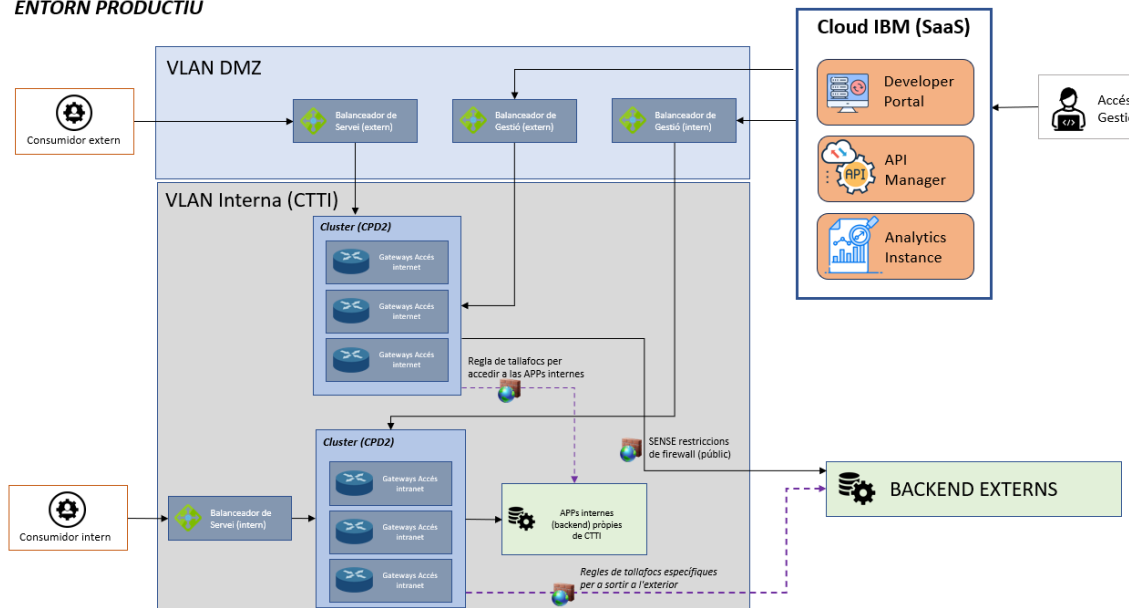 ENTORN PRODUCTIU
Cloud IBM (SaaS)
VLAN DMZ
Developer
Portal
Consumidor extern
Balanceador de
Servei (extern)
Balanceador de
Gestió (extern)
Balanceador de
Gestió (intern)
Accés
Gestió
API
API
Manager
VLAN Interna (CTTI)
Cluster (CPD2)
Gateways Accés
internet
Gateways Accés
internet
Gateways Accés
internet
Analytics
Instance
Regla de tallafocs per
accedir a las APPs internes
Cluster (CPD2)
SENSE restriccions
de firewall (públic)
Gateways Accés
intranet
Gateways Accés
intranet
Gateways Accés
intranet
BACKEND EXTERNS
Consumidor intern
Balanceador de
Servei (intern)
APPs internes
(backend) pròpies
de CTTI
Regles de tallafocs específiques
per a sortir a l'exterior